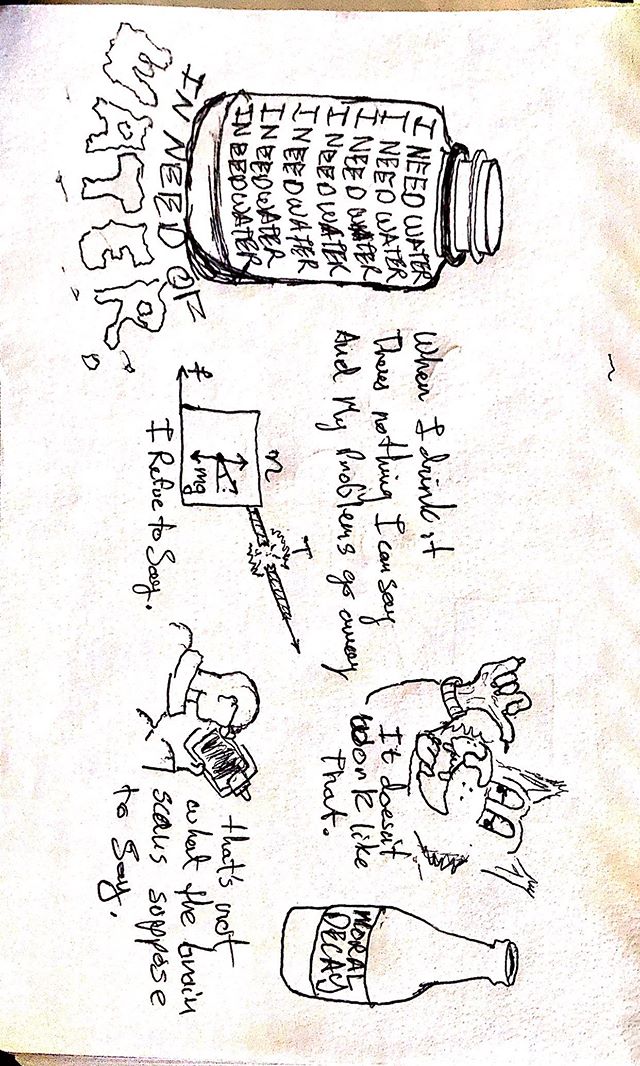 I NEED WATER
I NEED WATER
I NEED WATER
I NEED WATER
I NEED WATER
I NEED WATER
I NEED WATER
IN NEED OF
WATER.
When I drink it
Theres nothing I can say
And My Problems go away
n
T
f
mg
I Refue to Say.
It doesn't
work like
that.
MORAL
DECAY
that's not
what the brain
scans suppose
to Say.